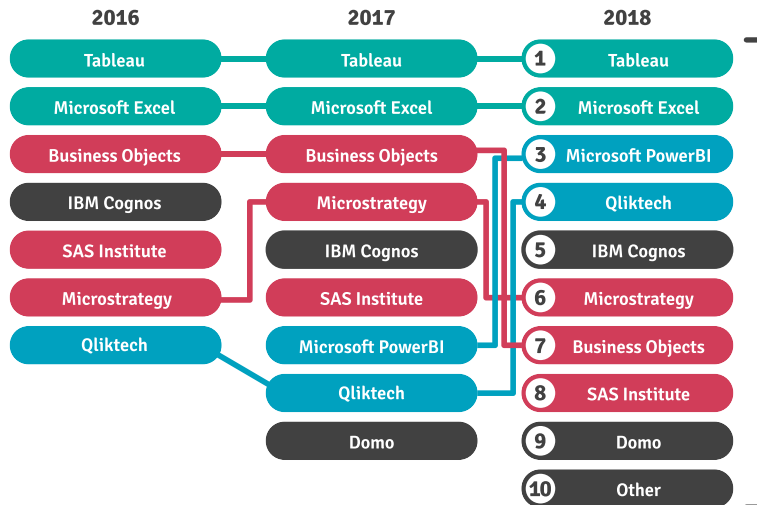 2016 2017 2018
Tableau Tableau 1 Tableau
Microsoft Excel Microsoft Excel 2 Microsoft Excel
Business Objects Business Objects 3 Microsoft PowerBI
IBM Cognos Microstrategy 4 Qliktech
SAS Institute IBM Cognos 5 IBM Cognos
Microstrategy SAS Institute 6 Microstrategy
Qliktech Microsoft PowerBI 7 Business Objects
Qliktech 8 SAS Institute
Domo 9 Domo
10 Other